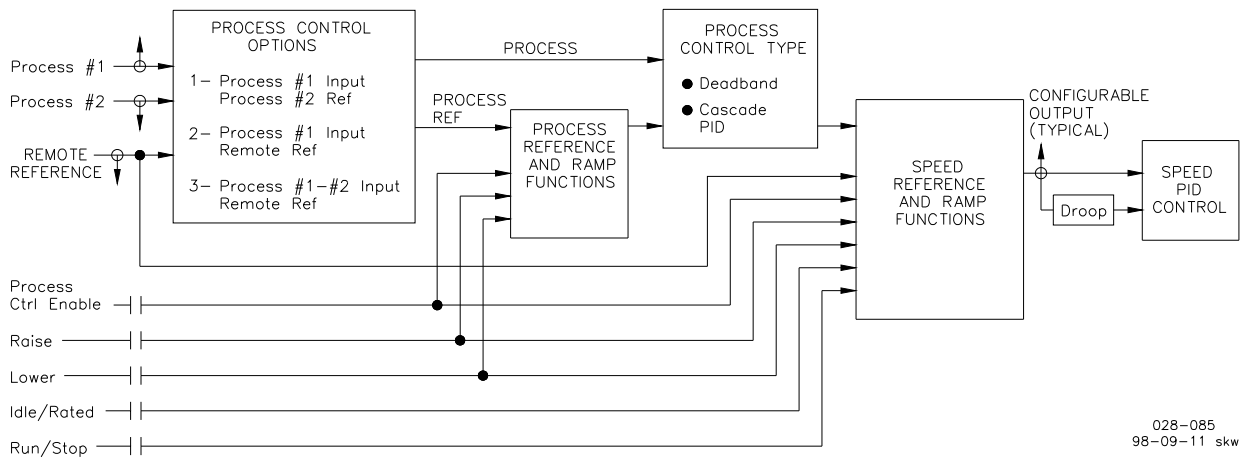 PROCESS CONTROL
OPTIONS
1- Process #1 Input
Process #2 Ref
2- Process #1 Input
Remote Ref
3- Process #1-#2 Input
Remote Ref
Process #1
Process #2
REMOTE
REFERENCE
PROCESS
PROCESS
REF
PROCESS
REFERENCE
AND RAMP
FUNCTIONS
PROCESS
CONTROL TYPE
Deadband
Cascade
PID
SPEED
REFERENCE
AND RAMP
FUNCTIONS
CONFIGURABLE
OUTPUT
(TYPICAL)
Droop
SPEED
PID
CONTROL
Process
Ctrl Enable
Raise
Lower
Idle/Rated
Run/Stop
028-085
98-09-11 skw